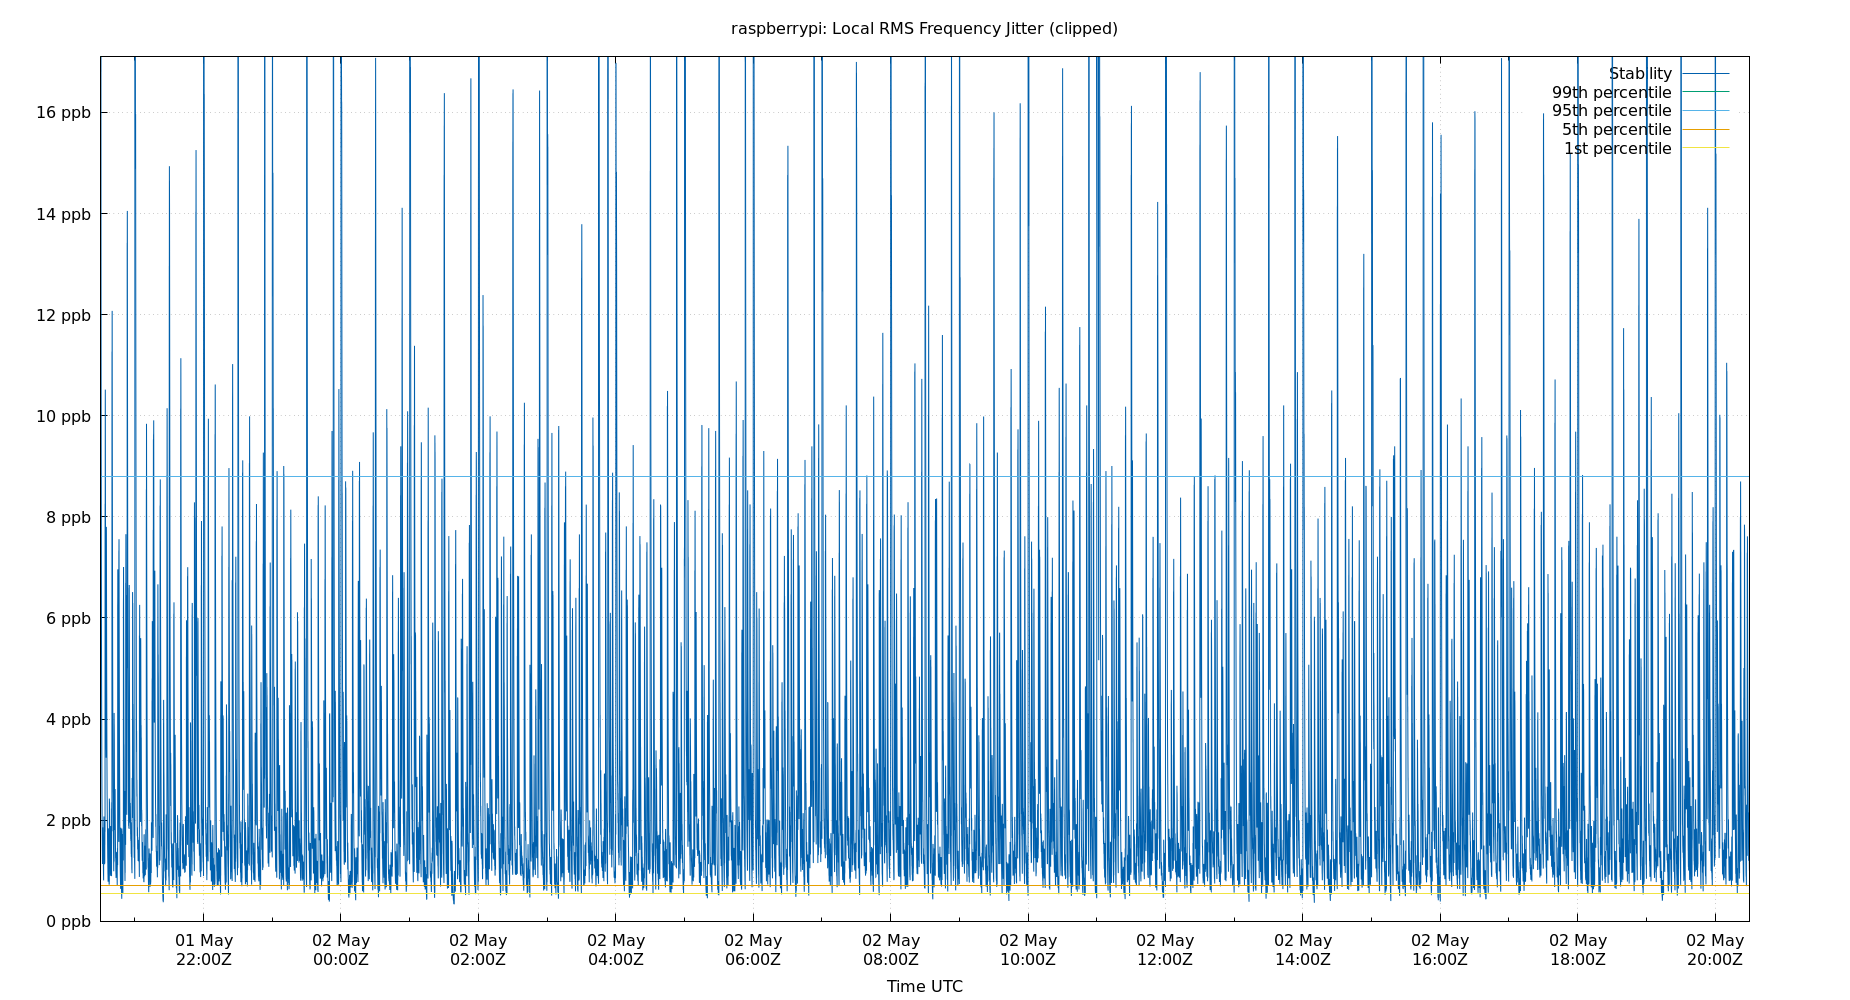 raspberrypi: Local RMS Frequency Jitter (clipped)
Stability
99th percentile
95th percentile
5th percentile
1st percentile
16 ppb
14 ppb
12 ppb
10 ppb
8 ppb
6 ppb
4 ppb
2 ppb
0 ppb
01 May 02 May 02 May 02 May 02 May 02 May 02 May 02 May 02 May 02 May 02 May 02 May
22:00Z 00:00Z 02:00Z 04:00Z 06:00Z 08:00Z 10:00Z 12:00Z 14:00Z 16:00Z 18:00Z 20:00Z
Time UTC